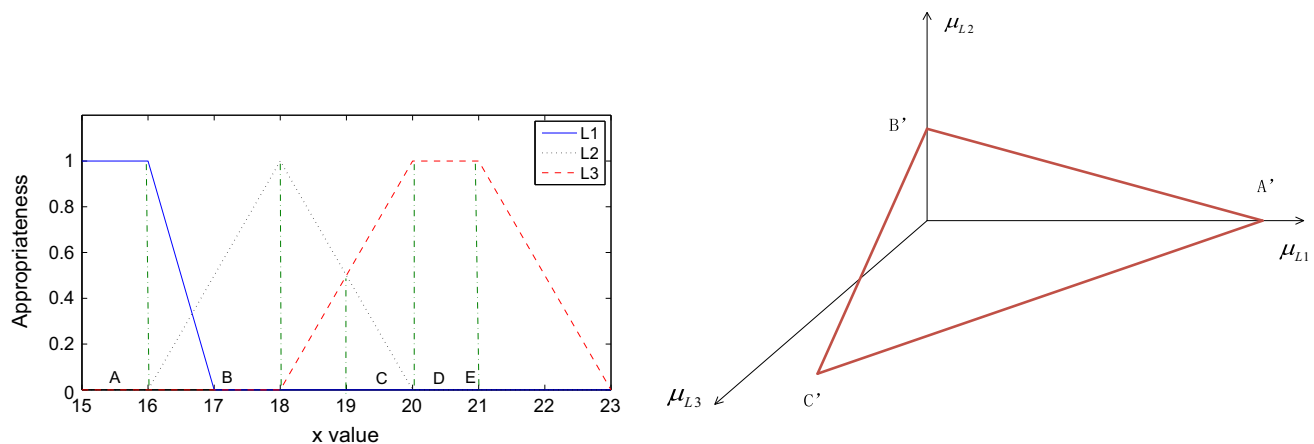 L1
L2
L3
1
0.8
0.6
0.4
0.2
0
Appropriateness
A B C D E
15 16 17 18 19 20 21 22 23
x value
μL2
B'
A'
μL1
μL3
C'